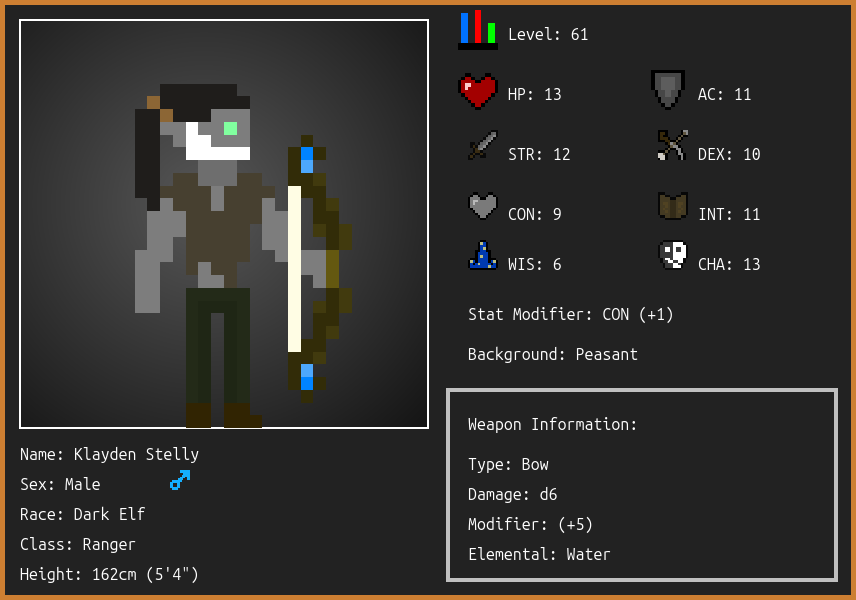 Level: 61
HP: 13
AC: 11
STR: 12
DEX: 10
CON: 9
INT: 11
WIS: 6
CHA: 13
Stat Modifier: CON (+1)
Background: Peasant
Weapon Information:
Type: Bow
Damage: d6
Modifier: (+5)
Elemental: Water
Name: Klayden Stelly
Sex: Male
Race: Dark Elf
Class: Ranger
Height: 162cm (5'4")